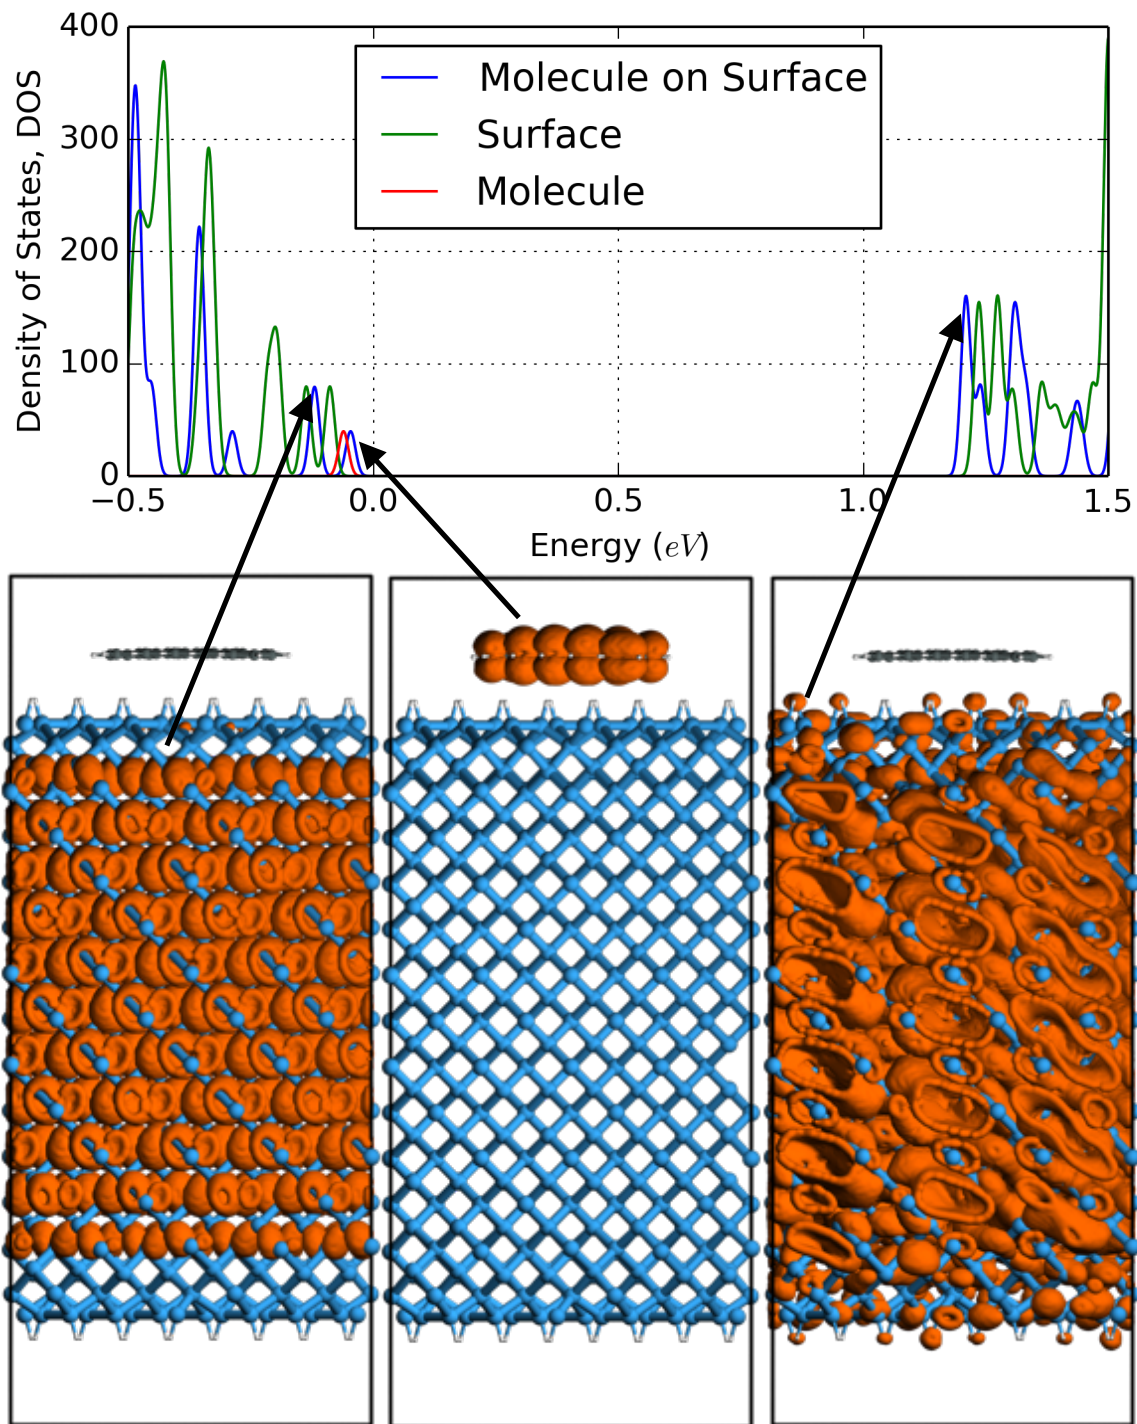 400
300
200
100
0
Density of States, DOS
Molecule on Surface
Surface
Molecule
−0.5
0.0
0.5
1.0
1.5
Energy (eV)